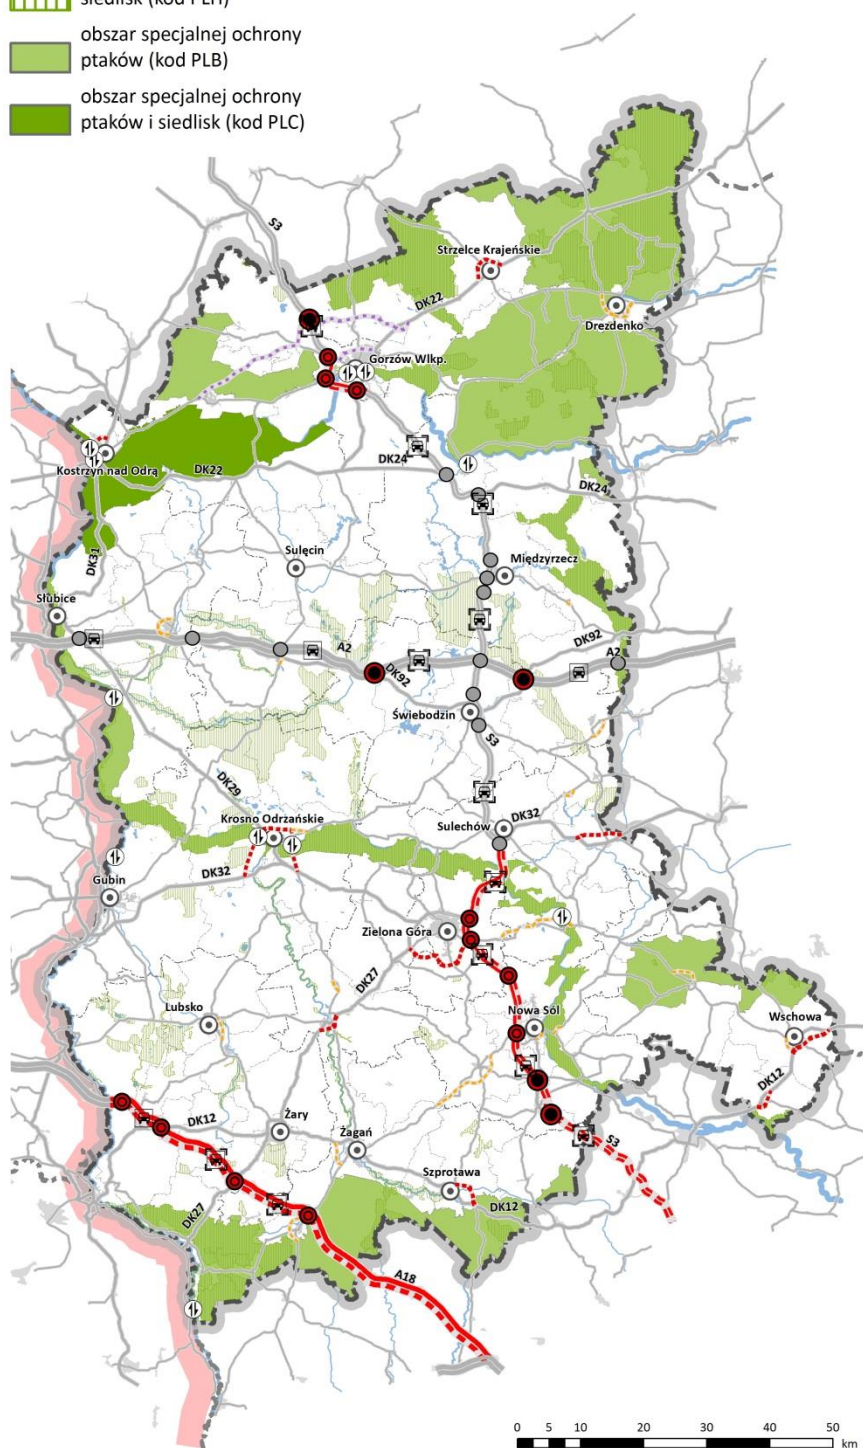 siedlisk (kod PLH)
obszar specjalnej ochrony
ptaków (kod PLB)
obszar specjalnej ochrony
ptaków i siedlisk (kod PLC)
S3
Strzelce Krajeńskie
DK22
Drezdenko
Gorzów Wlkp.
DK24
Kostrzyn nad Odrą
DK22
DK24
DK31
Sulęcin
Międzyrzecz
Słubice
DK92
A2
A2
DK92
Świebodzin
S3
DK29
Krosno Odrzańskie
Sulechów
DK32
DK32
Gubin
Zielona Góra
DK27
Lubsko
Nowa Sól
Wschowa
DK12
DK12
Żary
Żagań
S3
Szprotawa
DK12
DK27
A18
0 5 10 20 30 40 50
km